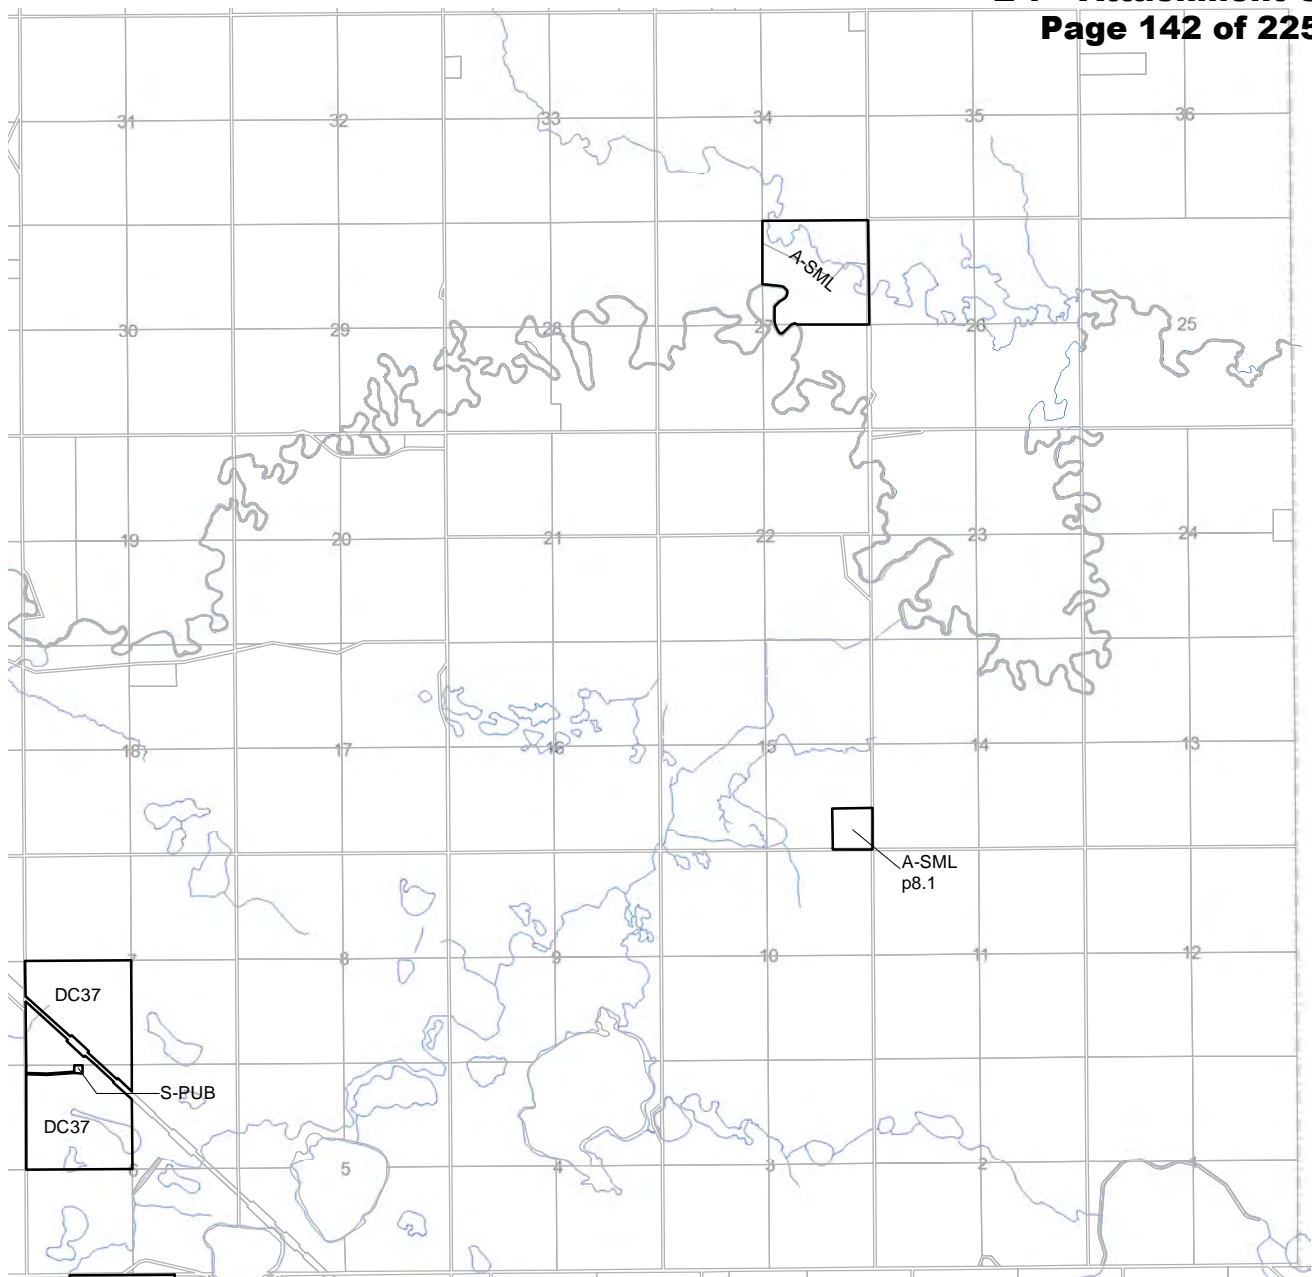 Page 142 of 225
31 32 33 34 35 36
A-SML
30 29 28 27 26 25
19 20 21 22 23 24
18 17 16 15 14 13
A-SML
p8.1
7 8 9 10 11 12
DC37
S-PUB
DC37
6 5 4 3 2 1